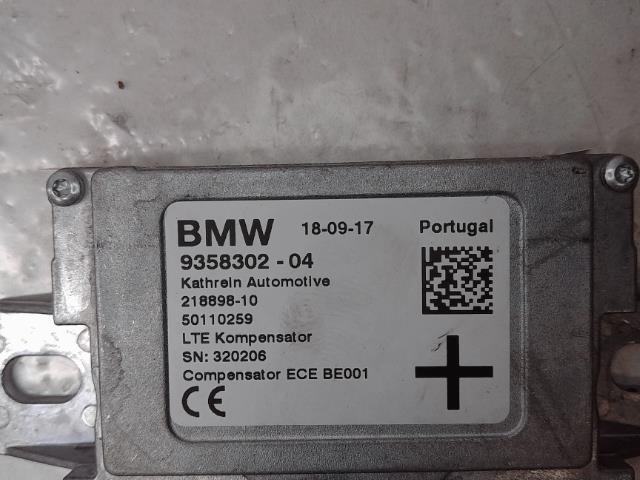 BMW 18-09-17 Portugal
9358302 - 04
Kathrein Automotive
218898-10
50110259
LTE Kompensator
SN: 320206
Compensator ECE BE001
CE